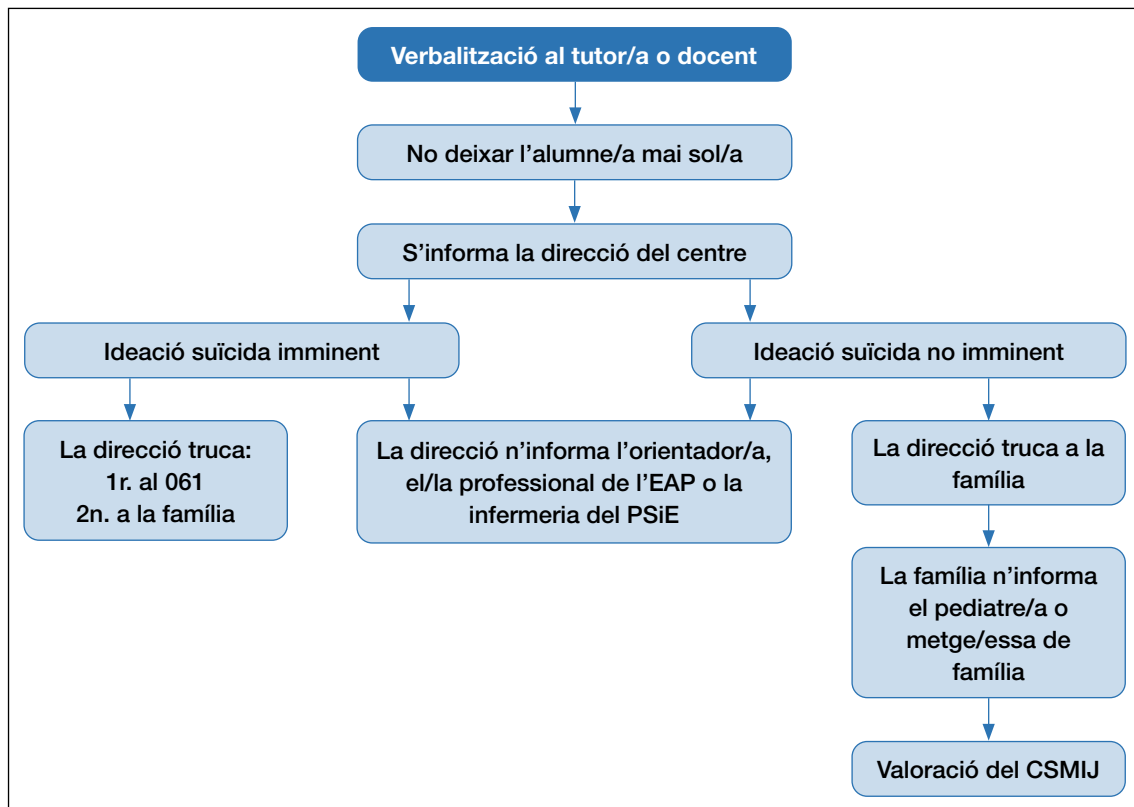 Verbalització al tutor/a o docent
No deixar l’alumne/a mai sol/a
S’informa la direcció del centre
Ideació suïcida imminent
Ideació suïcida no imminent
La direcció truca:
1r. al 061
2n. a la família
La direcció n’informa l’orientador/a,
el/la professional de l’EAP o la
infermeria del PSiE
La direcció truca a la
família
La família n’informa
el pediatre/a o
metge/essa de
família
Valoració del CSMIJ